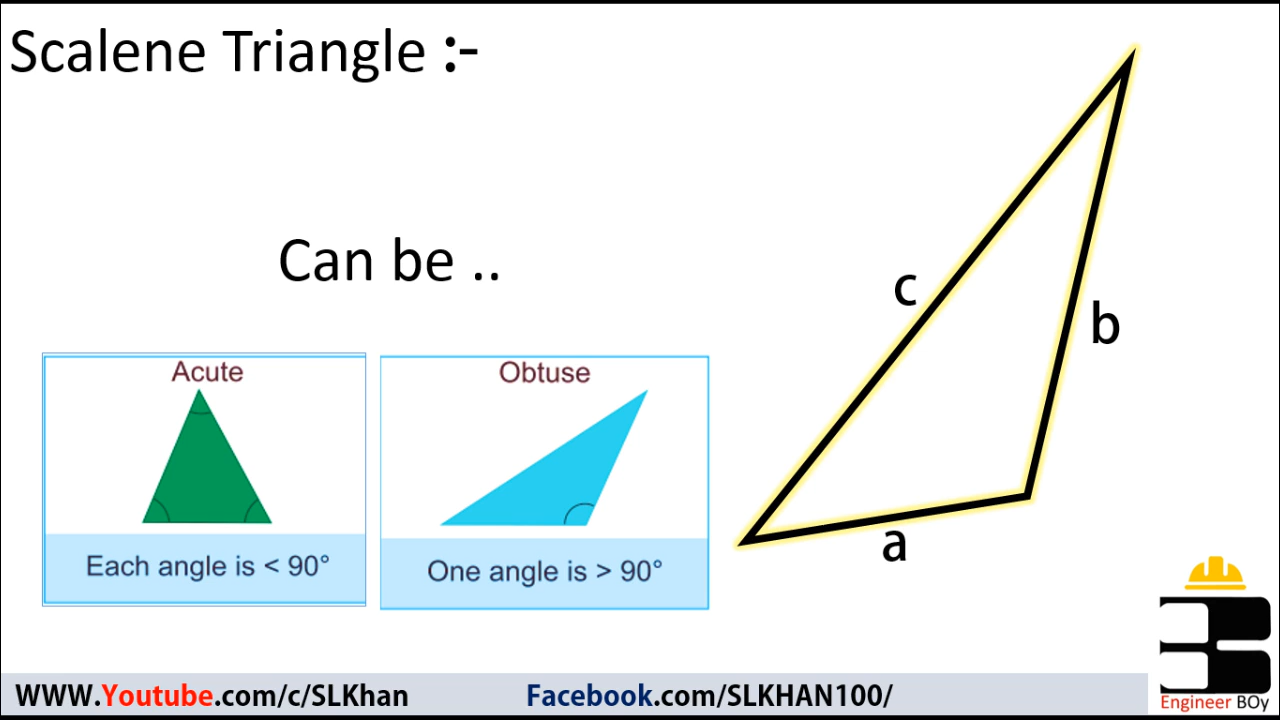 Scalene Triangle :-
Can be ..
Acute
Each angle is < 90°
Obtuse
One angle is > 90°
c
b
a
WWW.Youtube.com/c/SLKhan
Facebook.com/SLKHAN100/
Engineer BOy